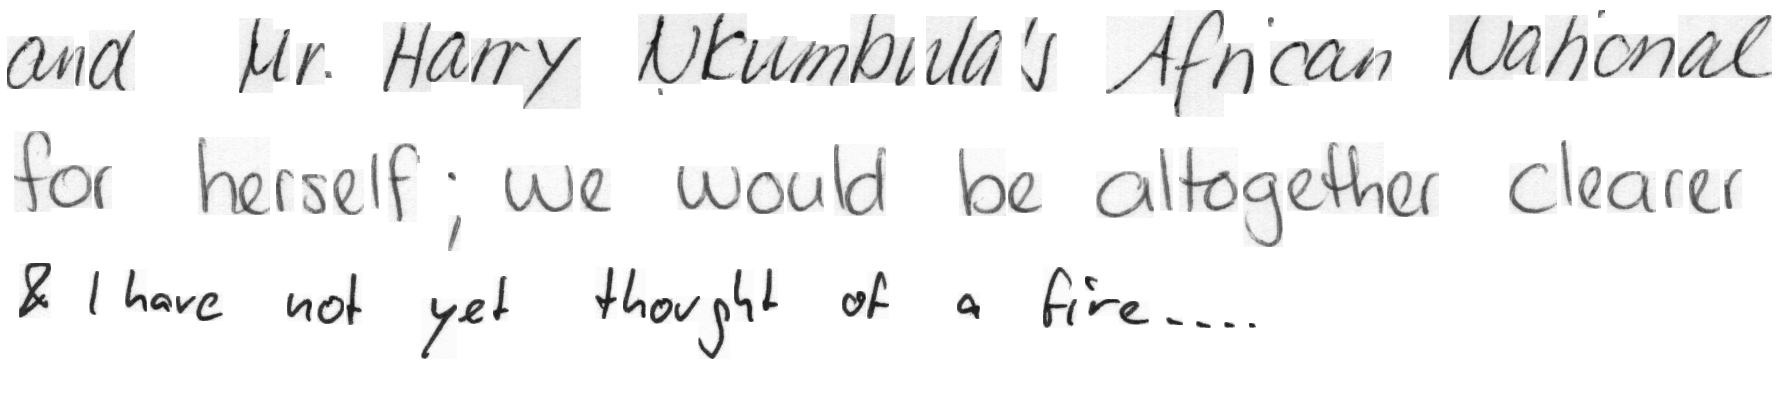 and Mr. Harry Nkumbula's African National
for herself; we would be altogether clearer
& I have not yet thought of a fire.....